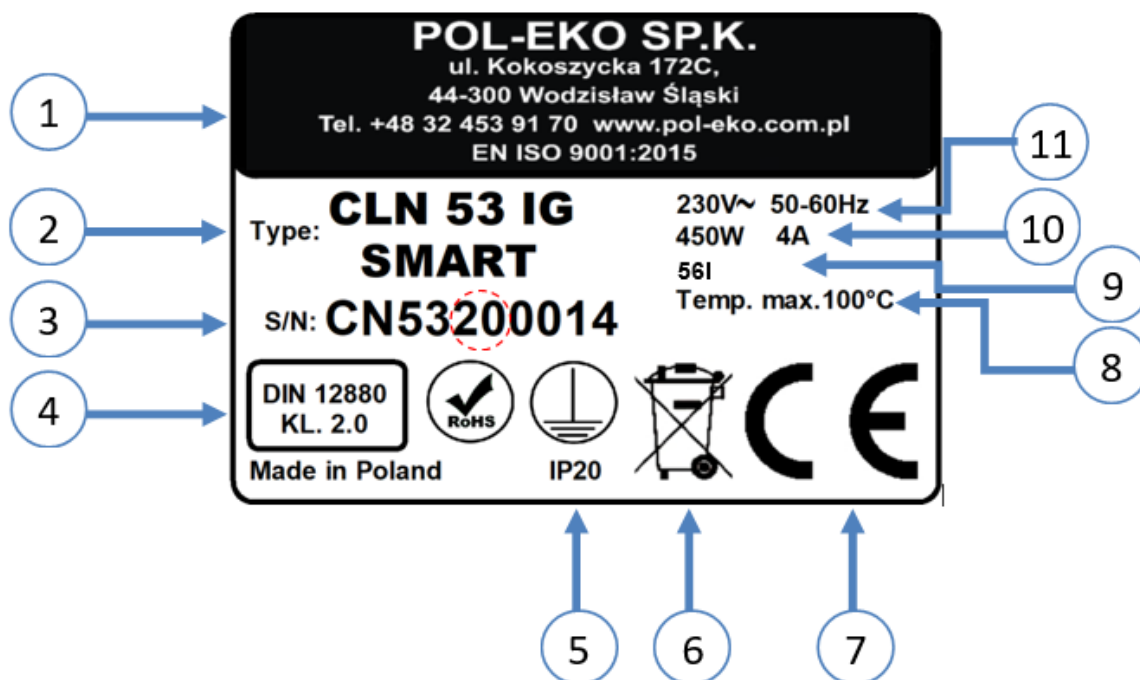 POL-EKO SP.K.
ul. Kokoszycka 172C,
44-300 Wodzisław Śląski
Tel. +48 32 453 91 70 www.pol-eko.com.pl
EN ISO 9001:2015
1
11
Type: CLN 53 IG
SMART
230V~ 50-60Hz
450W 4A
56l
Temp. max.100°C
2
10
S/N: CN53200014
3
9
8
DIN 12880
KL. 2.0
RoHS
IP20
CE
4
Made in Poland
5
6
7